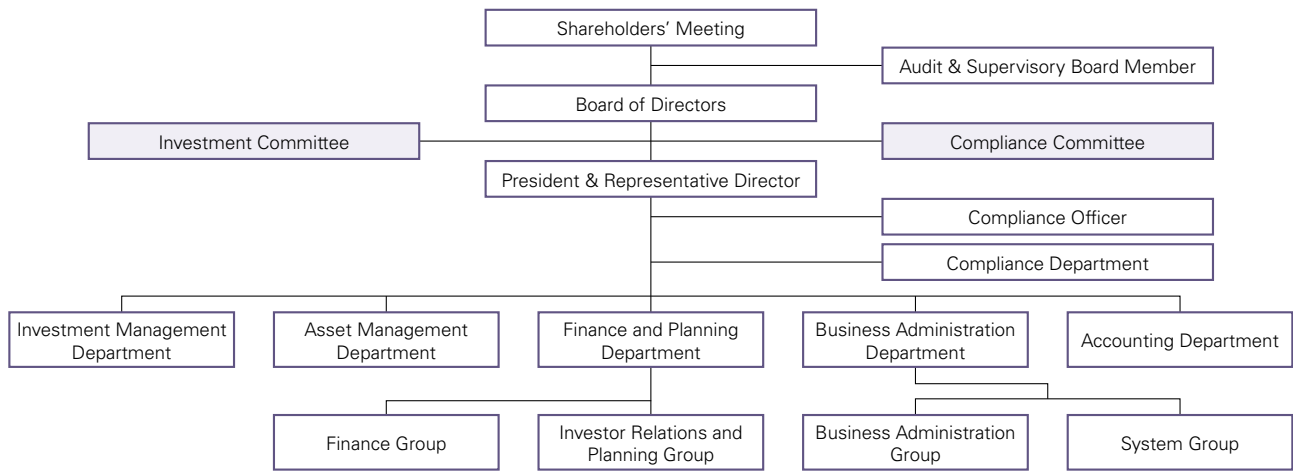 Shareholders' Meeting
Audit & Supervisory Board Member
Board of Directors
Investment Committee
Compliance Committee
President & Representative Director
Compliance Officer
Compliance Department
Investment Management
Department
Asset Management
Department
Finance and Planning
Department
Business Administration
Department
Accounting Department
Finance Group
Investor Relations and
Planning Group
Business Administration
Group
System Group